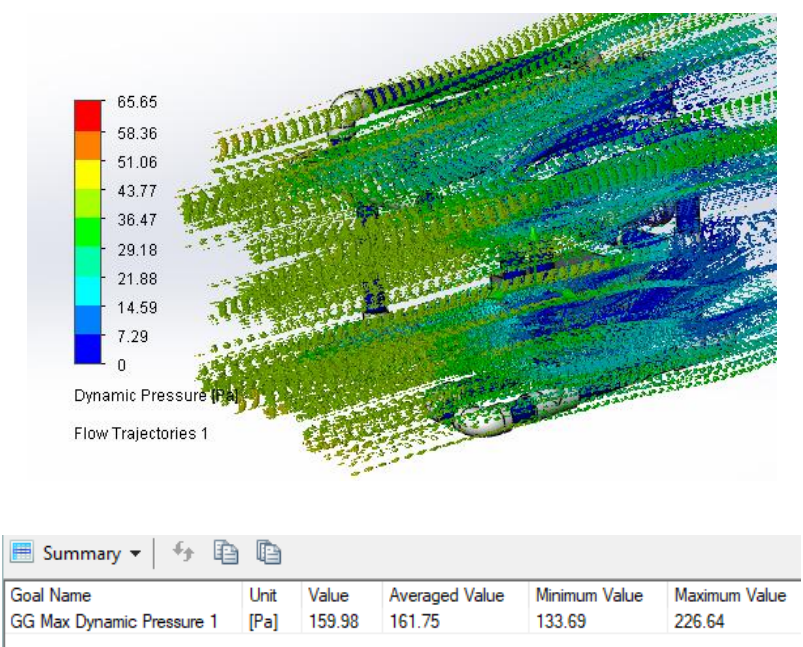 65.65
58.36
51.06
43.77
36.47
29.18
21.88
14.59
7.29
0
Dynamic Pressure [Pa]
Flow Trajectories 1
Summary
Goal Name Unit Value Averaged Value Minimum Value Maximum Value
GG Max Dynamic Pressure 1 [Pa] 159.98 161.75 133.69 226.64